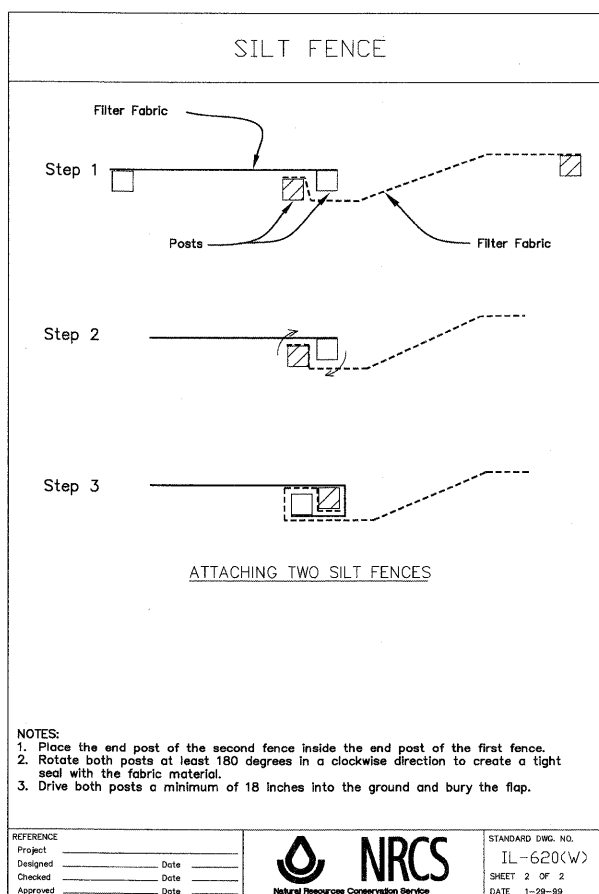 SILT FENCE
Filter Fabric
Step 1
Posts
Filter Fabric
Step 2
Step 3
ATTACHING TWO SILT FENCES
NOTES:
1. Place the end post of the second fence inside the end post of the first fence.
2. Rotate both posts at least 180 degrees in a clockwise direction to create a tight
seal with the fabric material.
3. Drive both posts a minimum of 18 inches into the ground and bury the flap.
REFERENCE
Project
Designed Date
Checked Date
Approved Date
NRCS
Natural Resources Conservation Service
STANDARD DWG. NO.
IL-620(W)
SHEET 2 OF 2
DATE 1-29-99